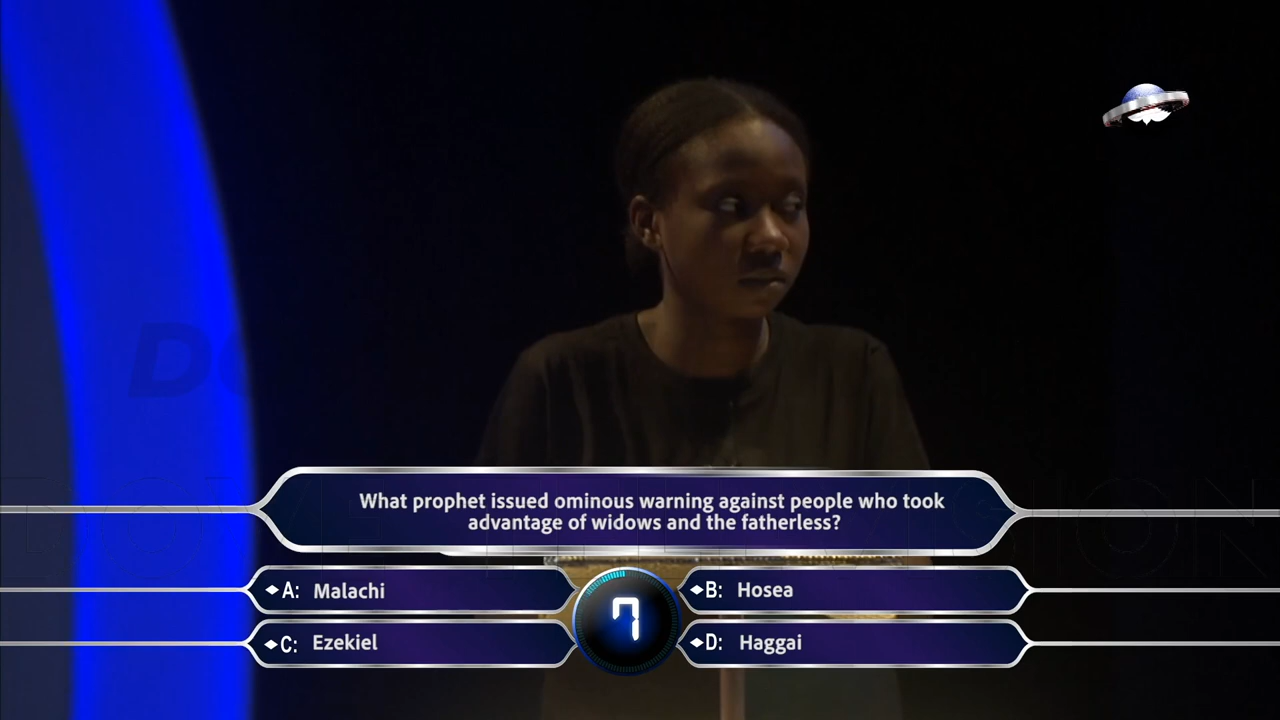 What prophet issued ominous warning against people who took
advantage of widows and the fatherless?
A: Malachi
B: Hosea
7
C: Ezekiel
D: Haggai